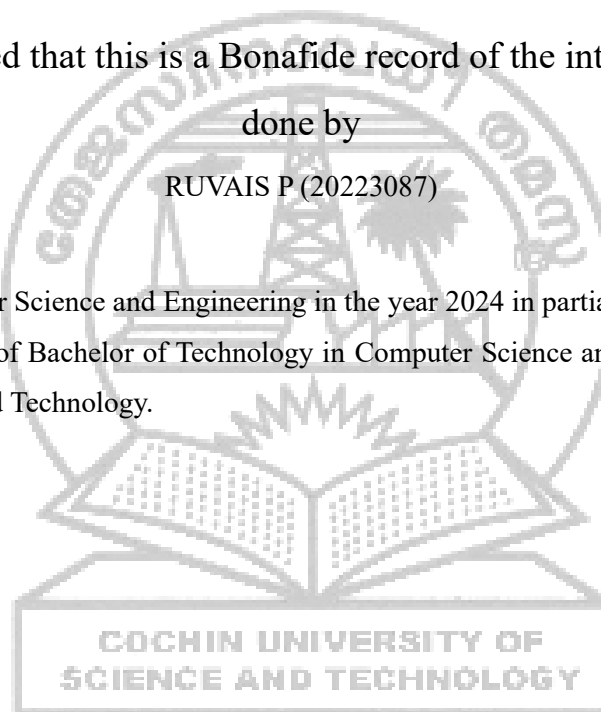 ed that this is a Bonafide record of the int
done by
RUVAIS P (20223087)
r Science and Engineering in the year 2024 in partia
of Bachelor of Technology in Computer Science an
d Technology.
COCHIN UNIVERSITY OF
SCIENCE AND TECHNOLOGY